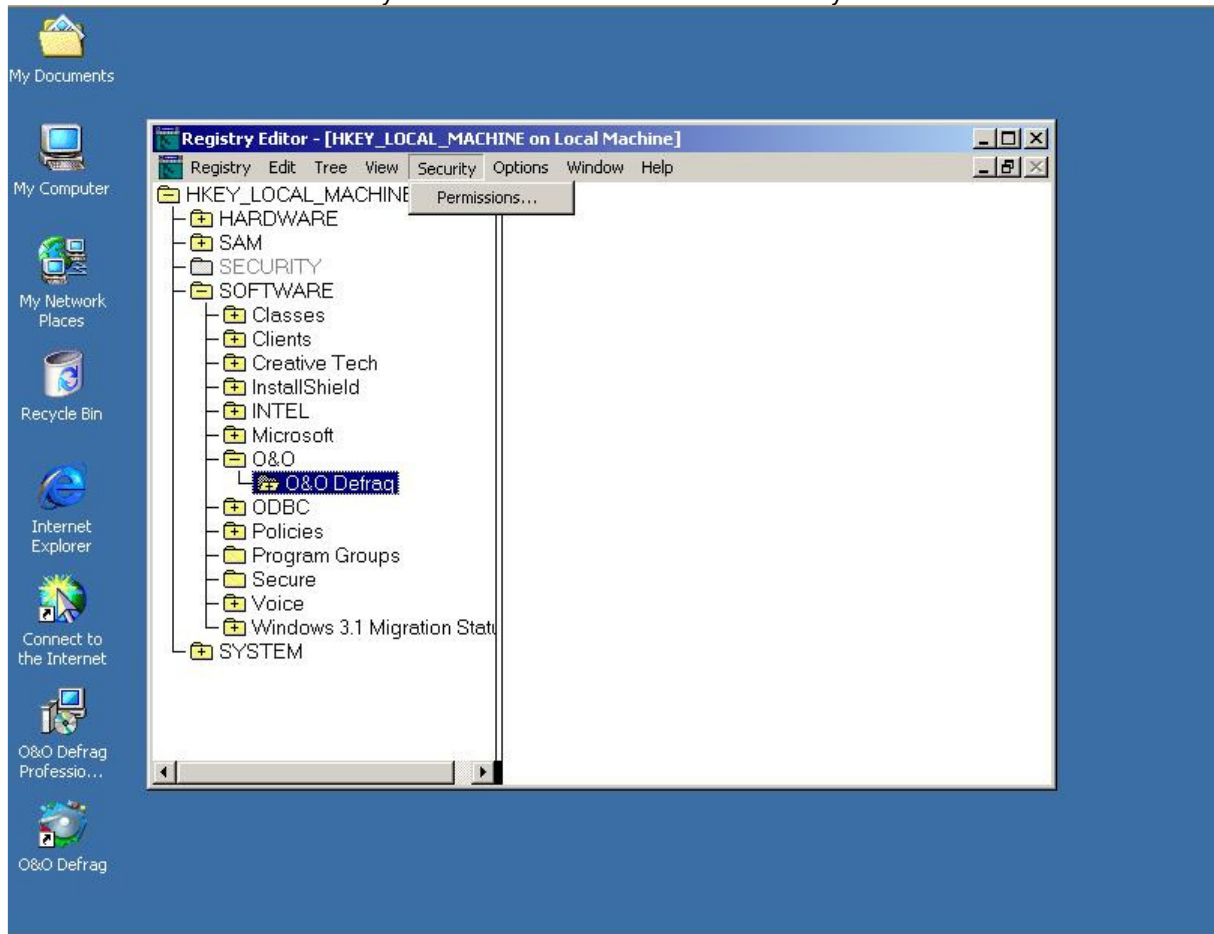 My Documents
My Computer
My Network
Places
Recycle Bin
Internet
Explorer
Connect to
the Internet
O&O Defrag
Professio...
O&O Defrag
Registry Editor - [HKEY_LOCAL_MACHINE on Local Machine]
Registry Edit Tree View Security Options Window Help
Permissions...
HKEY_LOCAL_MACHINE
HARDWARE
SAM
SECURITY
SOFTWARE
Classes
Clients
Creative Tech
InstallShield
INTEL
Microsoft
O&O
O&O Defrag
ODBC
Policies
Program Groups
Secure
Voice
Windows 3.1 Migration Statu
SYSTEM